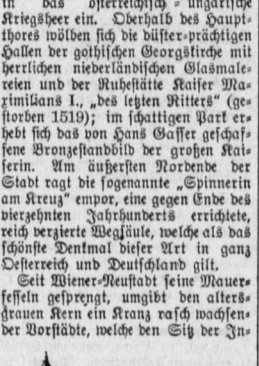 in das österreichisch-ungarische
Kriegsheer ein. Oberhalb des Haupt-
thores wölben sich die düster-prächtigen
Hallen der gothischen Georgskirche mit
herrlichen niederländischen Glasmale-
reien und der Ruhestätte Kaiser Ma-
ximilians I., „des letzten Ritters“ (ge-
storben 1519); im schattigen Park er-
hebt sich das von Hans Gasser geschaf-
fene Bronzestandbild der großen Kai-
serin. Am äußersten Nordende der
Stadt ragt die sogenannte „Spinnerin
am Kreuz“ empor, eine gegen Ende des
vierzehnten Jahrhunderts errichtete,
reich verzierte Wegsäule, welche als das
schönste Denkmal dieser Art in ganz
Oesterreich und Deutschland gilt.
Seit Wiener-Neustadt seine Mauer-
fesseln gesprengt, umgibt den alters-
grauen Kern ein Kranz rasch wachsen-
der Vorstädte, welche den Sitz der In-